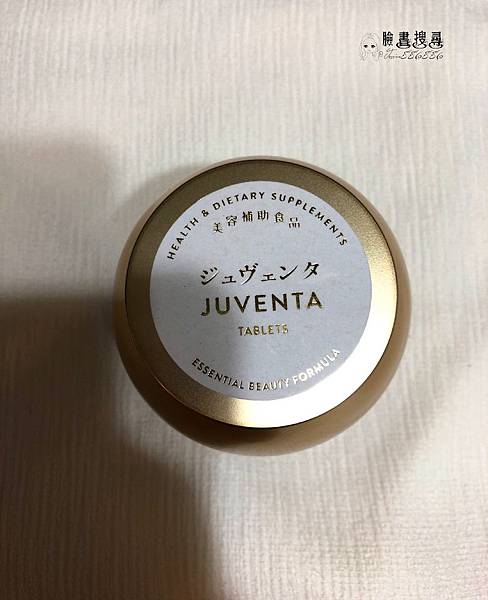 臉書搜尋
HEALTH & DIETARY SUPPLEMENTS
美容補助食品
ジュヴェンタ
JUVENTA
TABLETS
ESSENTIAL BEAUTY FORMULA